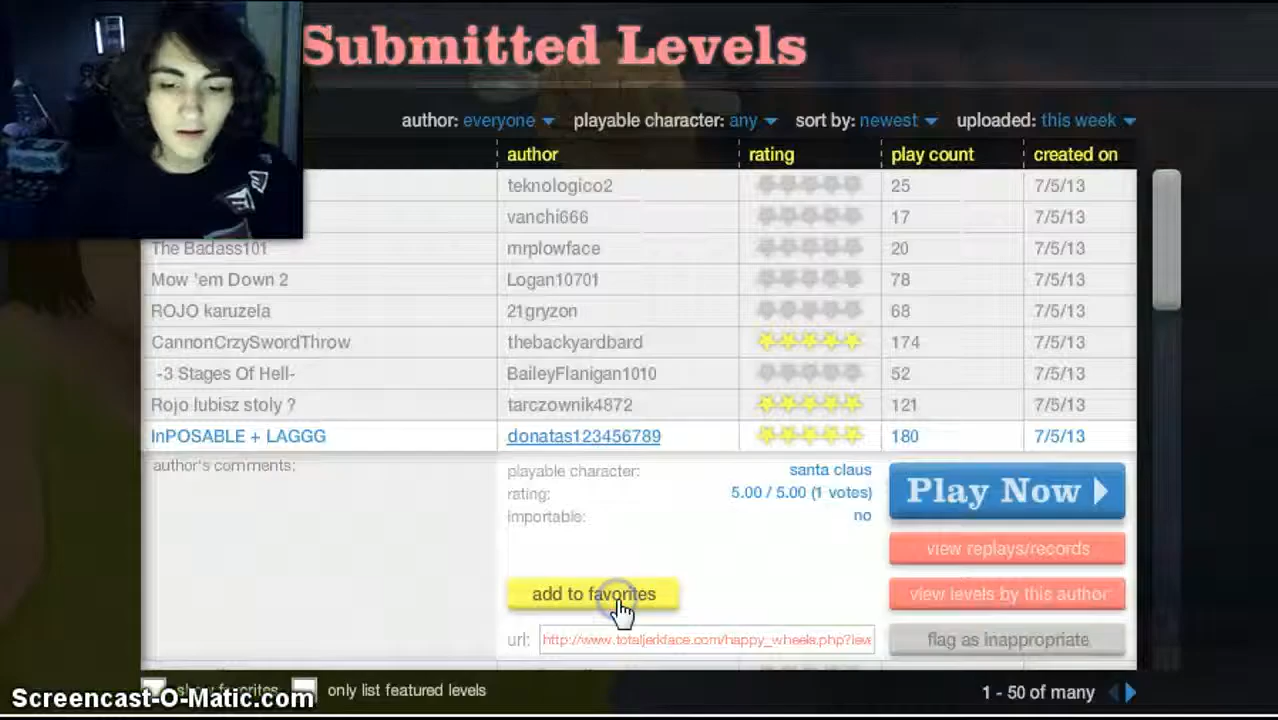 Submitted Levels
author: everyone playable character: any sort by: newest uploaded: this week
author rating play count created on
teknologico2 25 7/5/13
vanchi666 17 7/5/13
The Badass101 mrplowface 20 7/5/13
Mow 'em Down 2 Logan10701 78 7/5/13
ROJO karuzela 21gryzon 68 7/5/13
CannonCrzySwordThrow thebackyardbard 174 7/5/13
-3 Stages Of Hell- BaileyFlanigan1010 52 7/5/13
Rojo lubisz stoly ? tarczownik4872 121 7/5/13
InPOSABLE + LAGGG donatas123456789 180 7/5/13
author's comments:
playable character: santa claus
rating: 5.00 / 5.00 (1 votes)
importable: no
Play Now
view replays/records
add to favorites
view levels by this author
url: http://www.totaljerkface.com/happy_wheels.php?leve
flag as inappropriate
show favorites only list featured levels
1 - 50 of many
Screencast-O-Matic.com